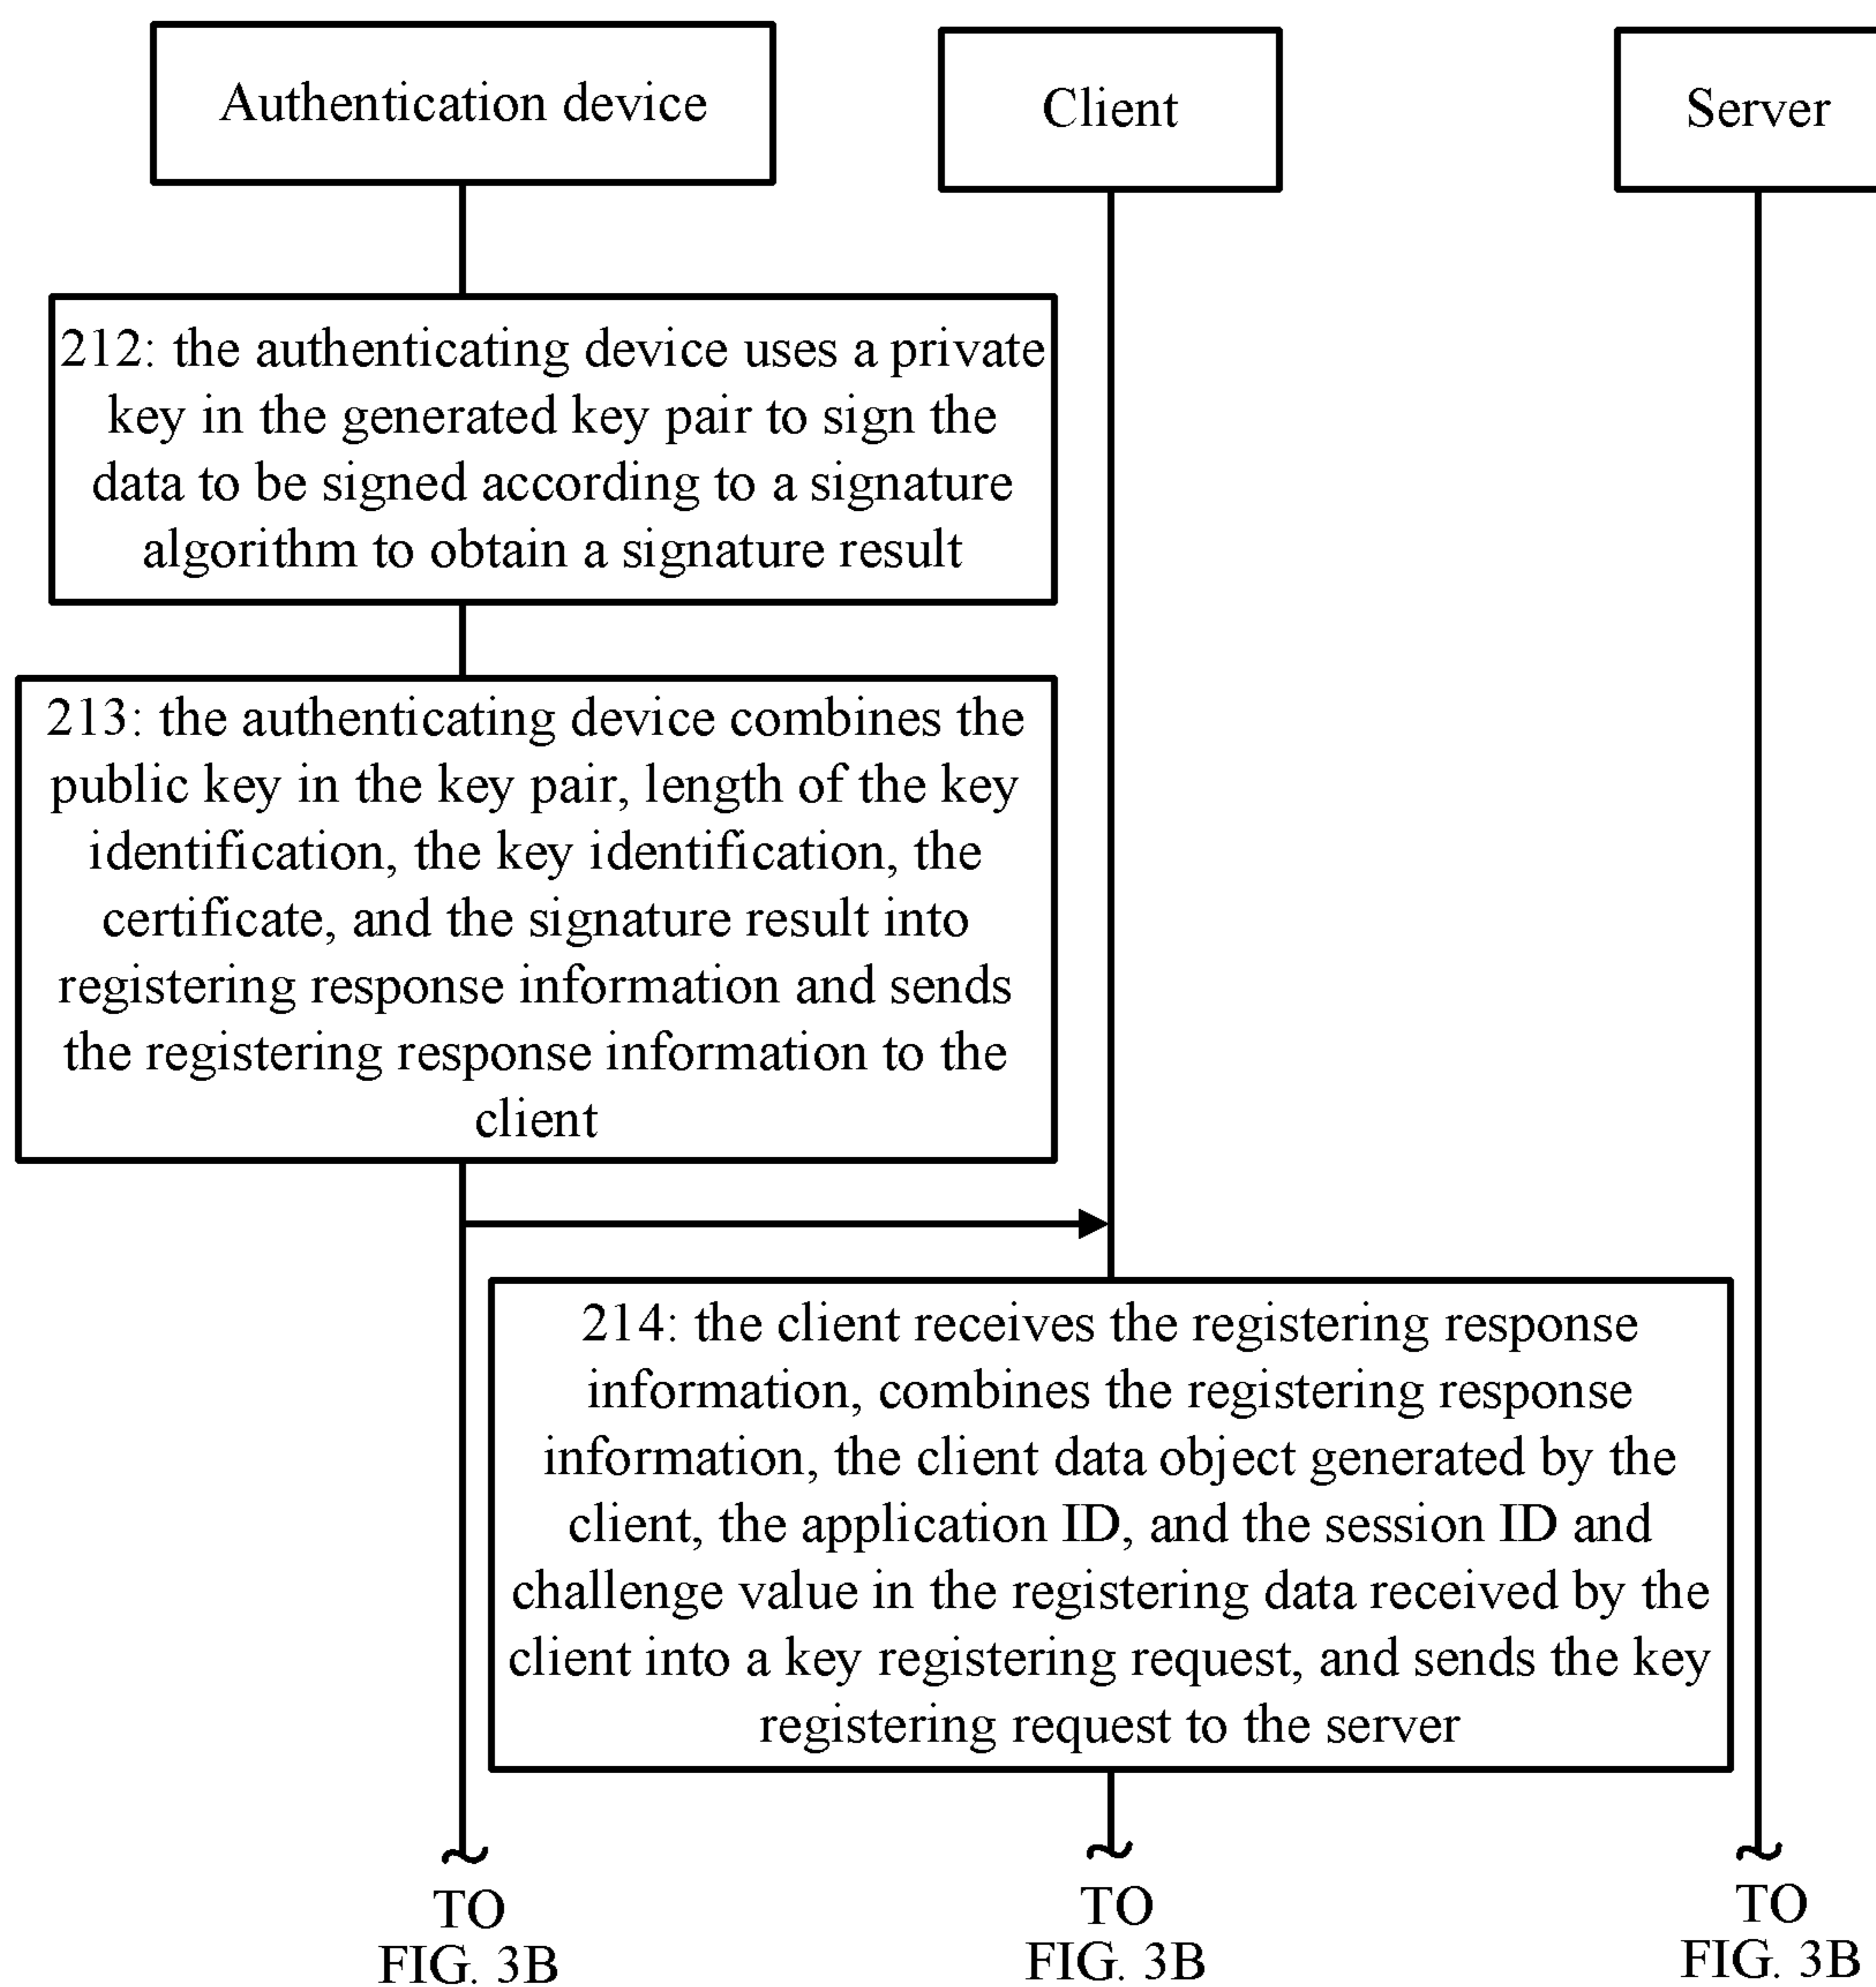 Authentication device
Client
Server
212: the authenticating device uses a private
key in the generated key pair to sign the
data to be signed according to a signature
algorithm to obtain a signature result
213: the authenticating device combines the
public key in the key pair, length of the key
identification, the key identification, the
certificate, and the signature result into
registering response information and sends
the registering response information to the
client
214: the client receives the registering response
information, combines the registering response
information, the client data object generated by the
client, the application ID, and the session ID and
challenge value in the registering data received by the
client into a key registering request, and sends the key
registering request to the server
TO
FIG. 3B
TO
FIG. 3B
TO
FIG. 3B